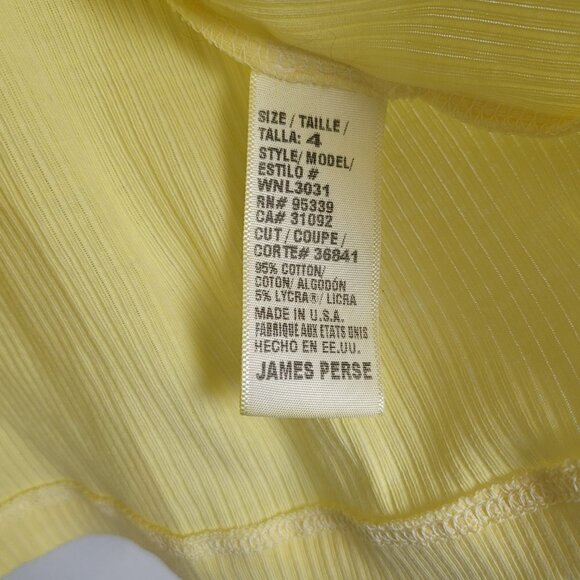 SIZE / TAILLE /
TALLA: 4
STYLE / MODEL/
ESTILO #
WNL3031
RN# 95339
CA# 31092
CUT / COUPE /
CORTE# 36841
95% COTTON/
COTON/ ALGODÓN
5% LYCRA®/ LICRA
MADE IN U.S.A.
FABRIQUE AUX ETATS UNIS
HECHO EN EE.UU.
JAMES PERSE